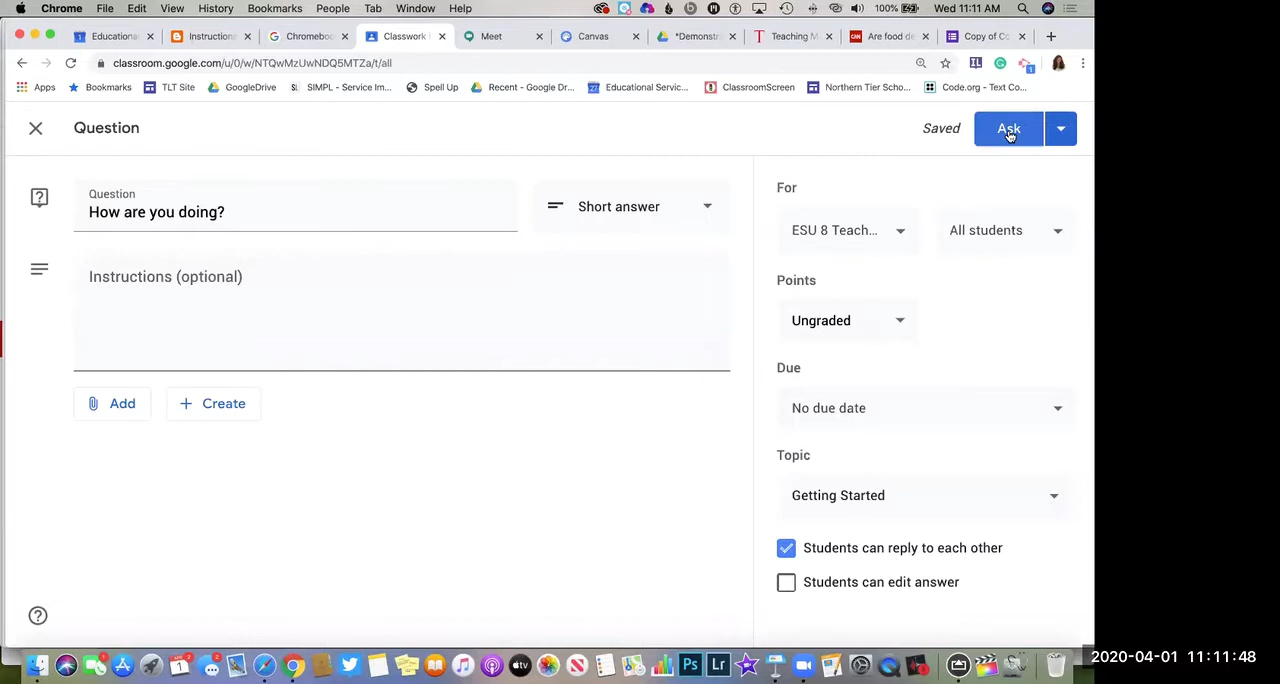 Chrome File Edit View History Bookmarks People Tab Window Help 100% Wed 11:11 AM
Educationa Instruction Chromeboo Classwork Meet Canvas *Demonstr Teaching M Are food de Copy of Co
classroom.google.com/u/0/w/NTQwMzUwNDQ5MTZa/t/all
Apps Bookmarks TLT Site GoogleDrive SIMPL - Service Im... Spell Up Recent - Google Dr... Educational Servic... ClassroomScreen Northern Tier Scho... Code.org - Text Co...
Question Saved Ask
Question
How are you doing?
Short answer
Instructions (optional)
Add Create
For
ESU 8 Teach... All students
Points
Ungraded
Due
No due date
Topic
Getting Started
Students can reply to each other
Students can edit answer
2020-04-01 11:11:48